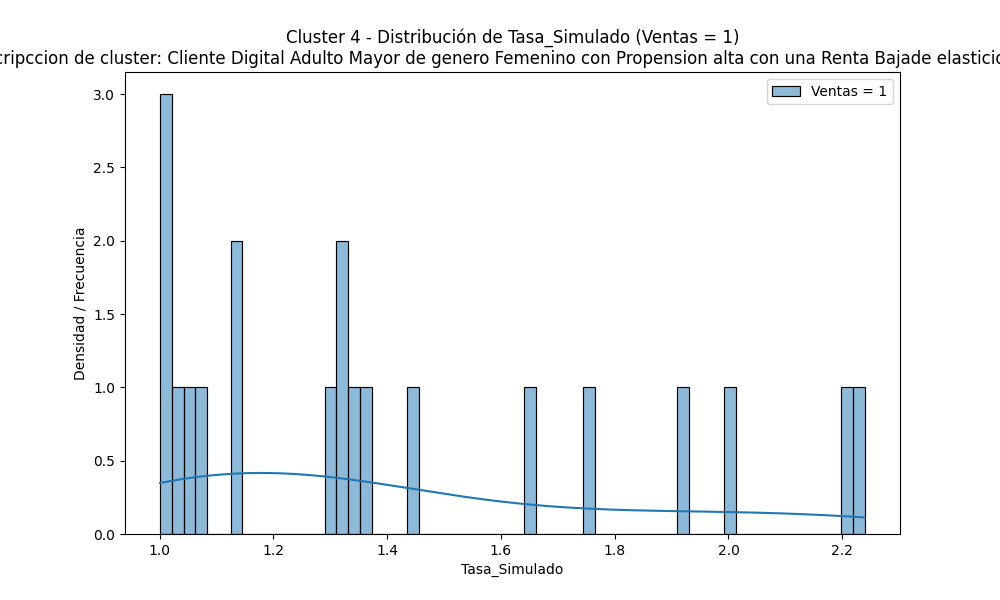 Cluster 4 - Distribución de Tasa_Simulado (Ventas = 1)
cripccion de cluster: Cliente Digital Adulto Mayor de genero Femenino con Propension alta con una Renta Bajade elastici
Ventas = 1
Densidad / Frecuencia
3.0
2.5
2.0
1.5
1.0
0.5
0.0
1.0 1.2 1.4 1.6 1.8 2.0 2.2
Tasa_Simulado